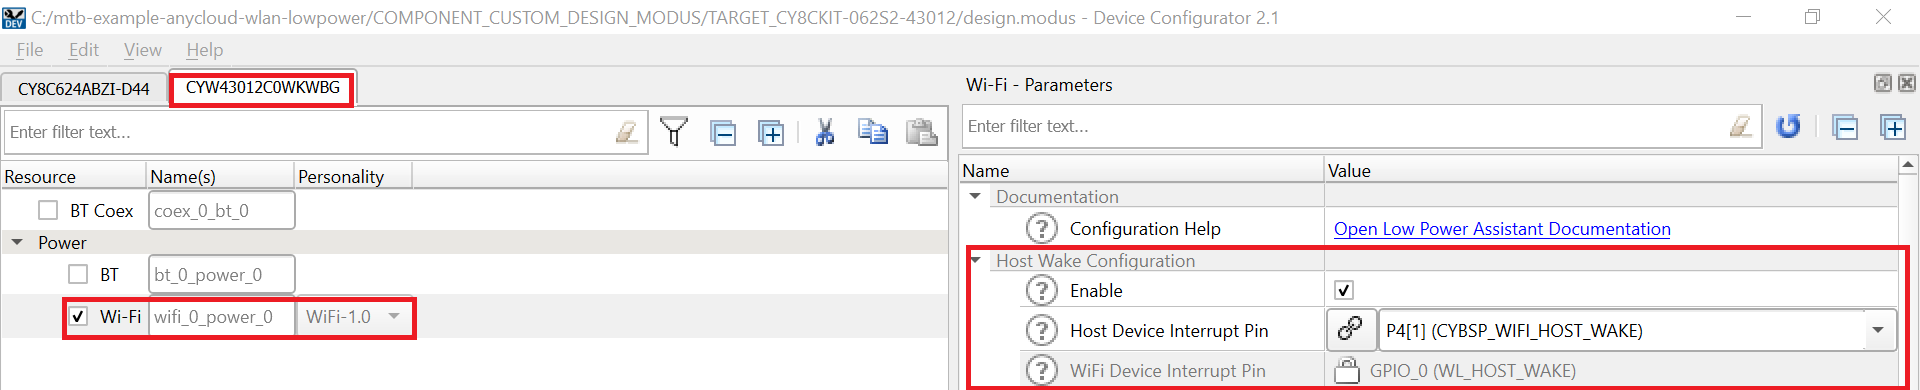 C:/mtb-example-anycloud-wlan-lowpower/COMPONENT_CUSTOM_DESIGN_MODUS/TARGET_CY8CKIT-062S2-43012/design.modus - Device Configurator 2.1
File Edit View Help
CY8C624ABZI-D44 CYW43012C0WKWBG
Enter filter text...
Resource Name(s) Personality
BT Coex coex_0_bt_0
Power
BT bt_0_power_0
Wi-Fi wifi_0_power_0 WiFi-1.0
Wi-Fi - Parameters
Enter filter text...
Name Value
Documentation
? Configuration Help Open Low Power Assistant Documentation
Host Wake Configuration
? Enable
? Host Device Interrupt Pin P4[1] (CYBSP_WIFI_HOST_WAKE)
? WiFi Device Interrupt Pin GPIO_0 (WL_HOST_WAKE)
DEV